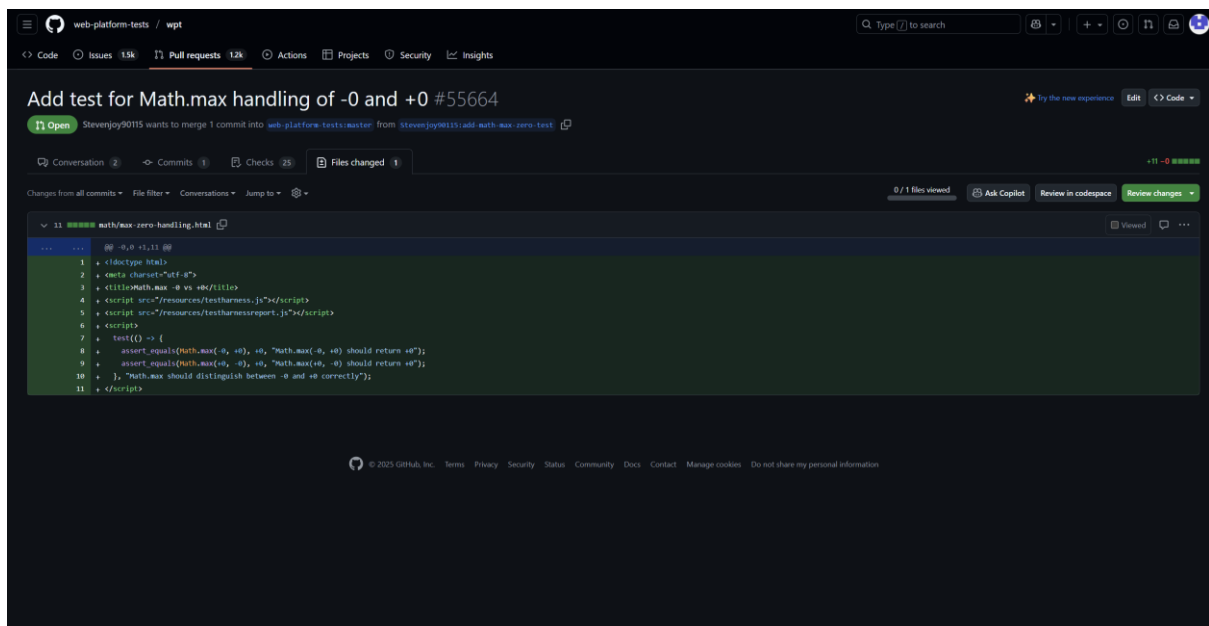 web-platform-tests / wpt
Q Type / to search
Code Issues 1.5k Pull requests 1.2k Actions Projects Security Insights
Add test for Math.max handling of -0 and +0 #55664
Try the new experience Edit <> Code
Open Stevenjoy90115 wants to merge 1 commit into web-platform-tests:master from Stevenjoy90115:add-math-max-zero-test
Conversation 2 Commits 1 Checks 25 Files changed 1
+11 −0
Changes from all commits File filter Conversations Jump to
0 / 1 files viewed Ask Copilot Review in codespace Review changes
11 math/max-zero-handling.html
Viewed
... ... @@ -0,0 +1,11 @@
1 + <!doctype html>
2 + <meta charset="utf-8">
3 + <title>Math.max -0 vs +0</title>
4 + <script src="/resources/testharness.js"></script>
5 + <script src="/resources/testharnessreport.js"></script>
6 + <script>
7 + test(() => {
8 + assert_equals(Math.max(-0, +0), +0, "Math.max(-0, +0) should return +0");
9 + assert_equals(Math.max(+0, -0), +0, "Math.max(+0, -0) should return +0");
10 + }, "Math.max should distinguish between -0 and +0 correctly");
11 + </script>
© 2025 GitHub, Inc. Terms Privacy Security Status Community Docs Contact Manage cookies Do not share my personal information